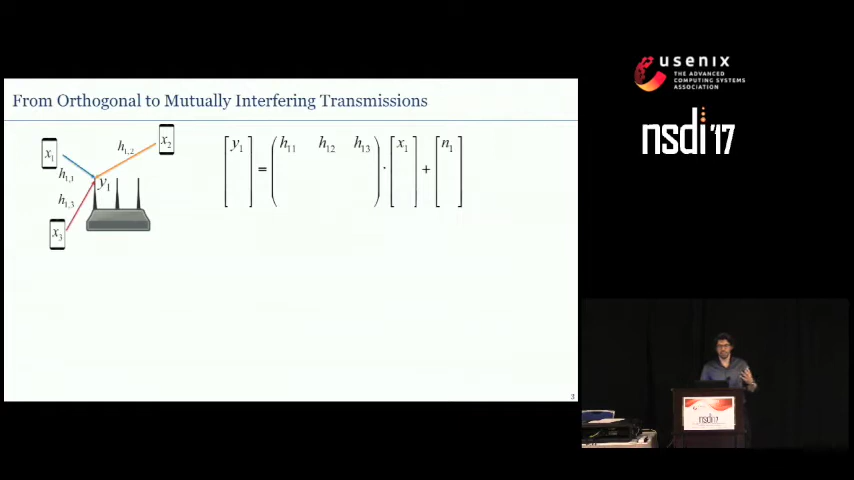 From Orthogonal to Mutually Interfering Transmissions
x1
h1,2
x2
h1,1
y1
h1,3
x3
[y1] = (h11 h12 h13) · [x1] + [n1]
3
usenix
THE ADVANCED
COMPUTING SYSTEMS
ASSOCIATION
nsdi '17
nsdi '17